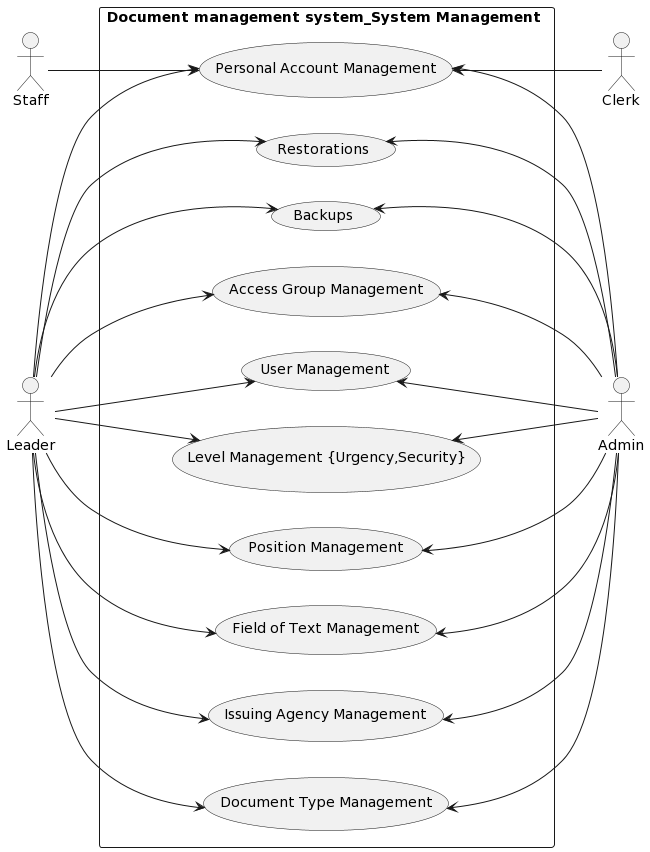 Document management system_System Management
Staff
Personal Account Management
Clerk
Restorations
Backups
Access Group Management
User Management
Leader
Admin
Level Management {Urgency,Security}
Position Management
Field of Text Management
Issuing Agency Management
Document Type Management